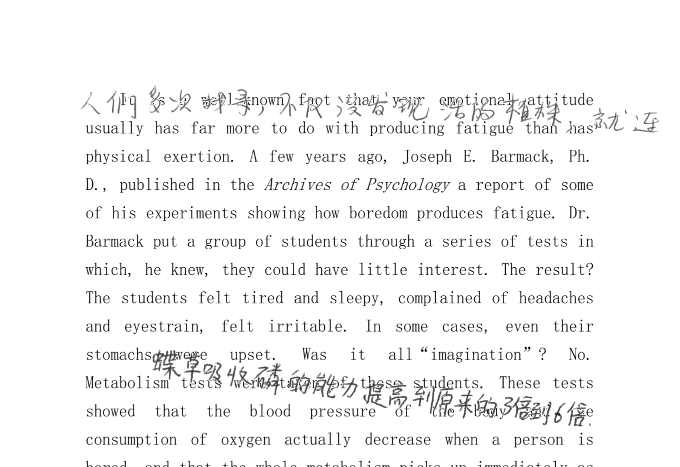 人们多次搜寻,不仅没发现活的植株,就连
It is a well-known fact that your emotional attitude
usually has far more to do with producing fatigue than has
physical exertion. A few years ago, Joseph E. Barmack, Ph.
D., published in the Archives of Psychology a report of some
of his experiments showing how boredom produces fatigue. Dr.
Barmack put a group of students through a series of tests in
which, he knew, they could have little interest. The result?
The students felt tired and sleepy, complained of headaches
and eyestrain, felt irritable. In some cases, even their
stomachs were upset. Was it all“imagination”? No.
蝶草吸收磷的能力提高到原来的3倍到6倍.
Metabolism tests were taken of these students. These tests
showed that the blood pressure of the body and the
consumption of oxygen actually decrease when a person is
bored, and that the whole metabolism picks up immediately as